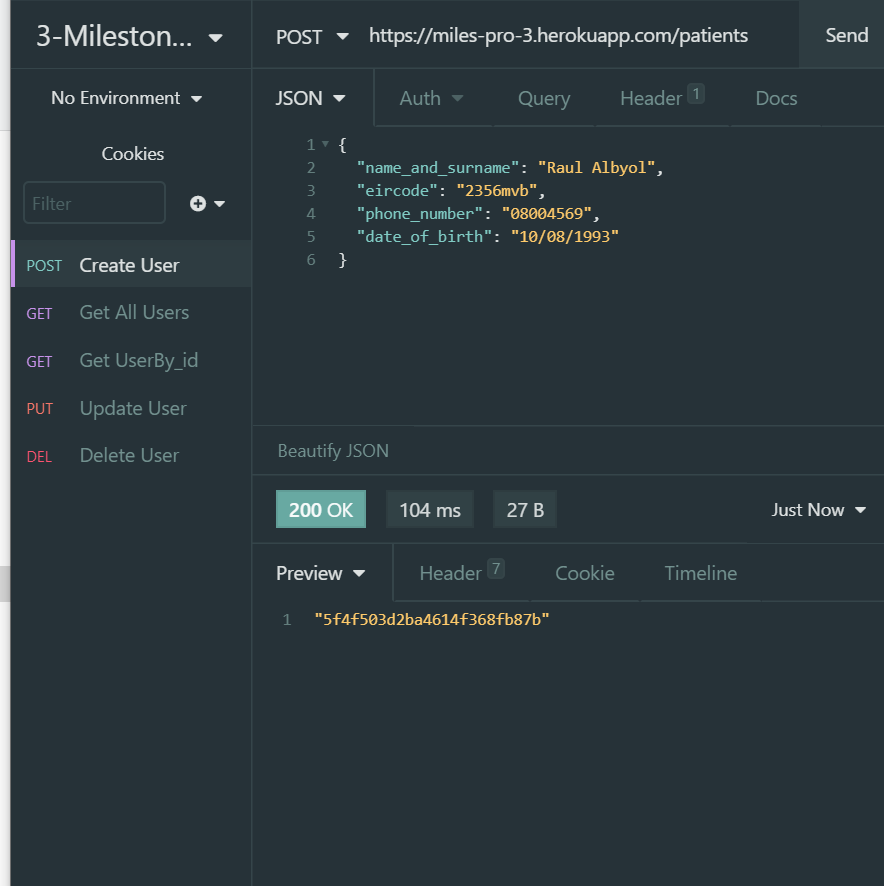 3-Mileston...
No Environment
Cookies
Filter
POST Create User
GET Get All Users
GET Get UserBy_id
PUT Update User
DEL Delete User
POST https://miles-pro-3.herokuapp.com/patients Send
JSON Auth Query Header 1 Docs
1 {
2 "name_and_surname": "Raul Albyol",
3 "eircode": "2356mvb",
4 "phone_number": "08004569",
5 "date_of_birth": "10/08/1993"
6 }
Beautify JSON
200 OK 104 ms 27 B Just Now
Preview Header 7 Cookie Timeline
1 "5f4f503d2ba4614f368fb87b"